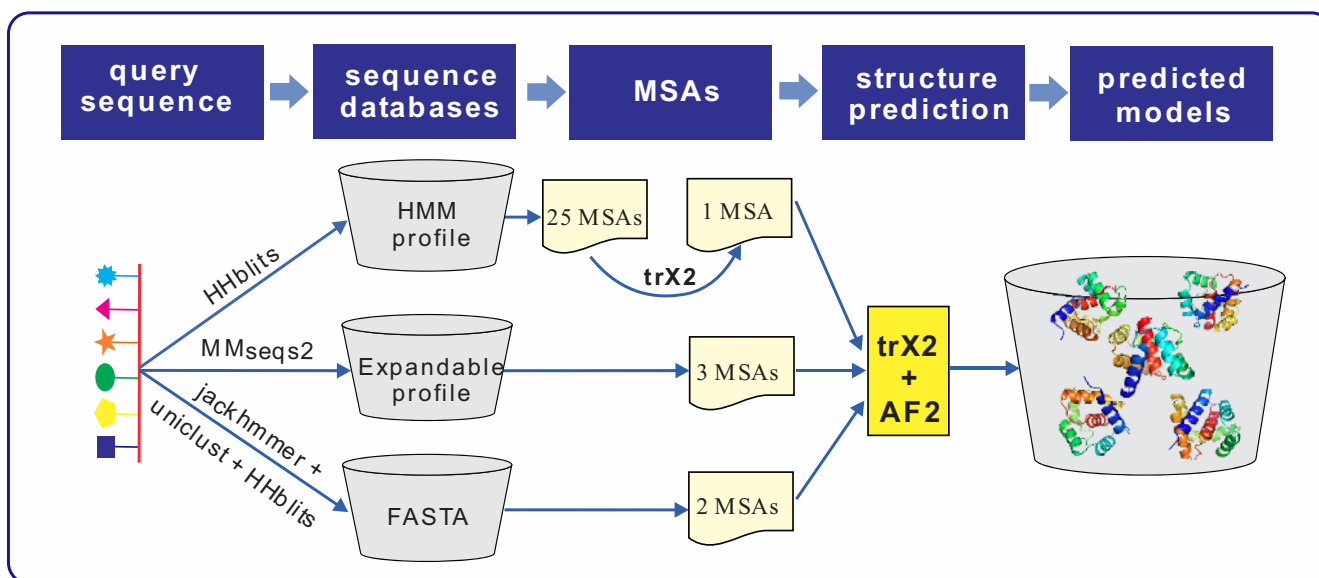 query
sequence
sequence
databases
MSAs
structure
prediction
predicted
models
HHblits
HMM
profile
25 MSAs
1 MSA
trX2
MMseqs2
Expandable
profile
3 MSAs
trX2
+
AF2
jackhmmer +
uniclust + HHblits
FASTA
2 MSAs